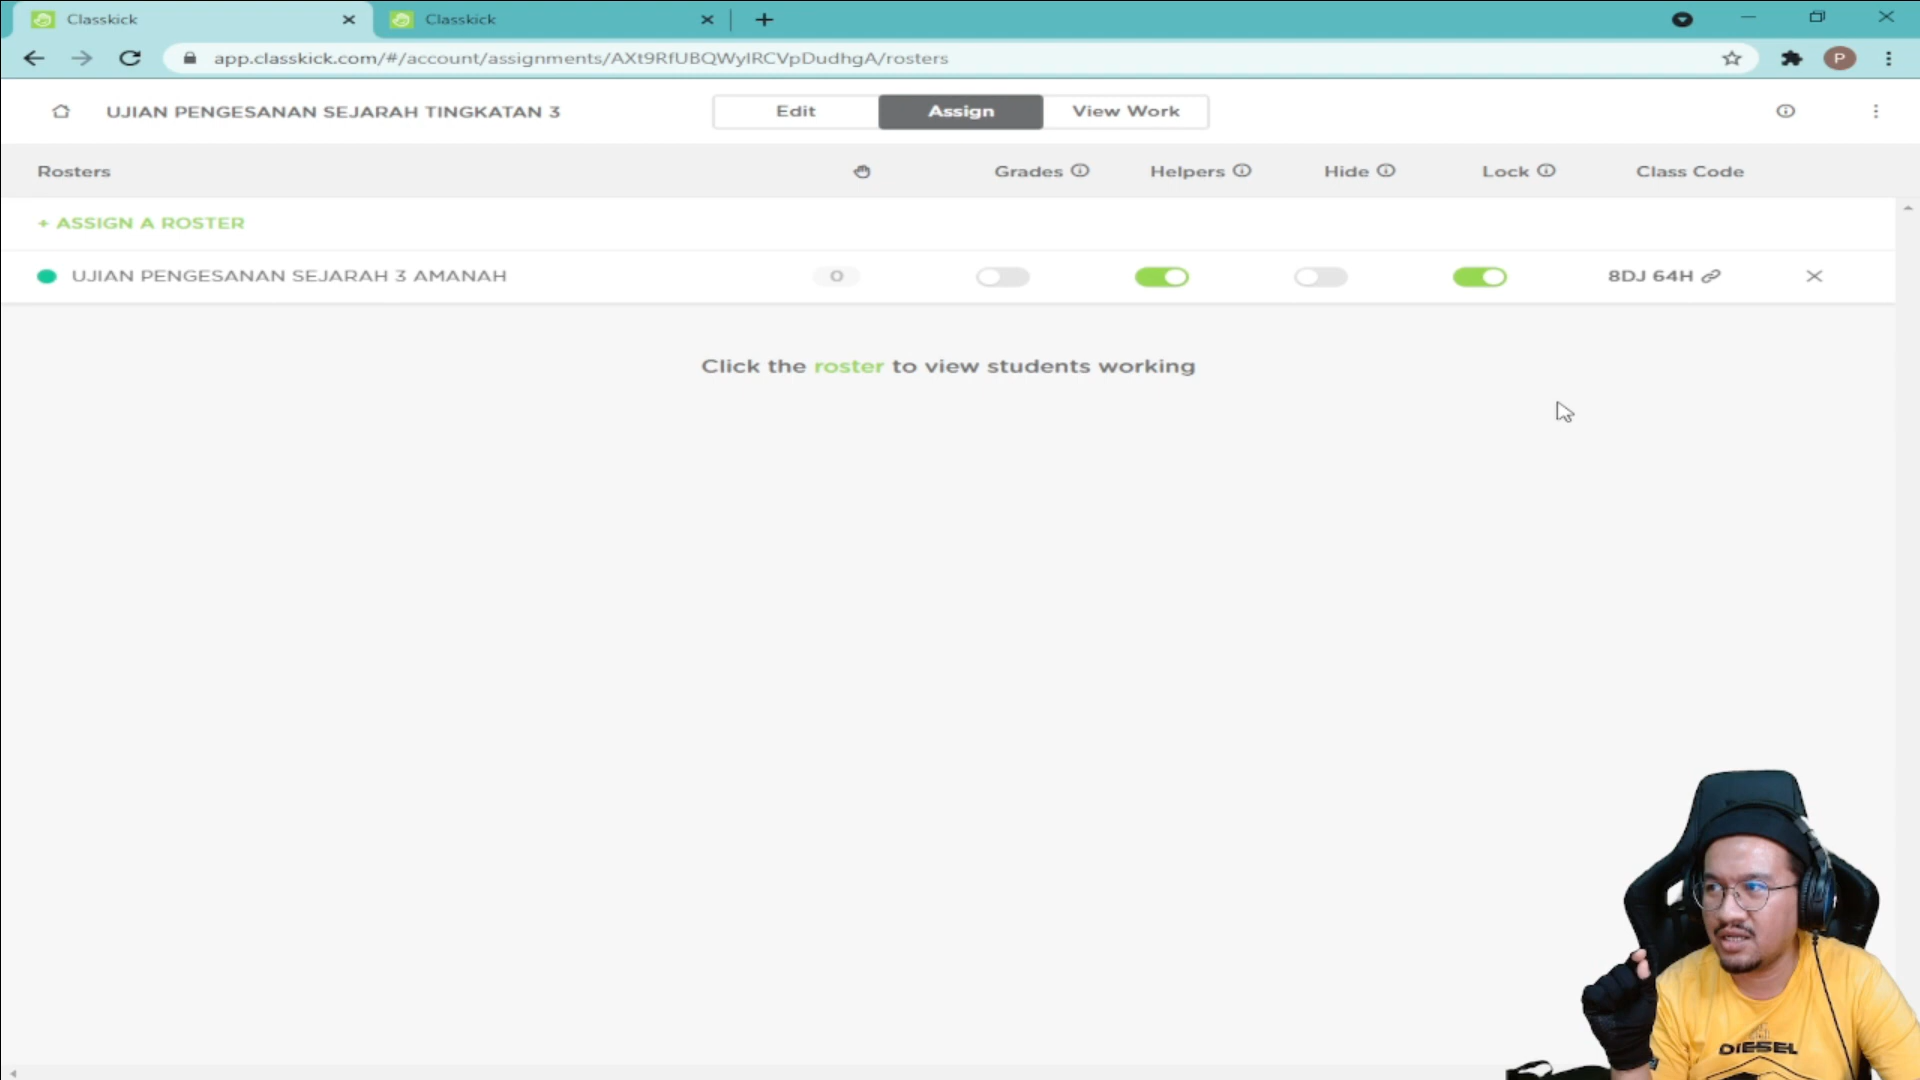 Classkick
Classkick
app.classkick.com/#/account/assignments/AXt9RfUBQWyIRCVpDudhgA/rosters
P
UJIAN PENGESANAN SEJARAH TINGKATAN 3
Edit
Assign
View Work
Rosters
Grades
Helpers
Hide
Lock
Class Code
+ ASSIGN A ROSTER
UJIAN PENGESANAN SEJARAH 3 AMANAH
0
8DJ 64H
Click the roster to view students working
DIESEL